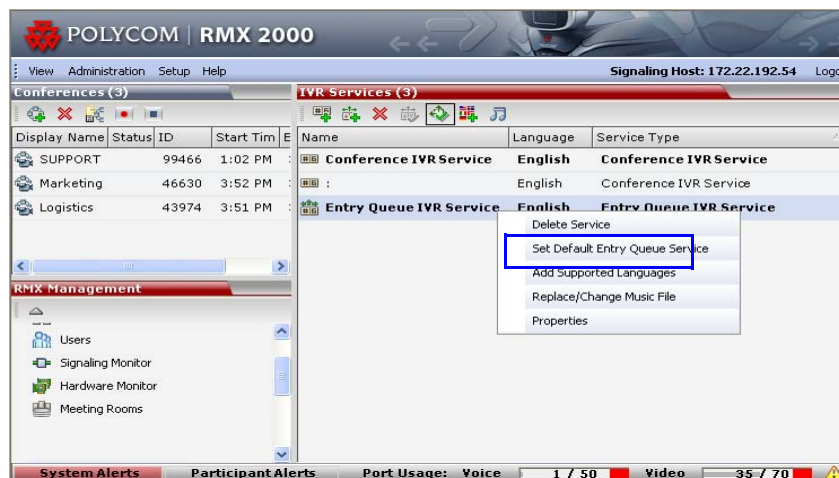 POLYCOM | RMX 2000
View Administration Setup Help Signaling Host: 172.22.192.54 Logo
Conferences (3)
Display Name Status ID Start Tim E
SUPPORT 99466 1:02 PM
Marketing 46630 3:52 PM
Logistics 43974 3:51 PM
IVR Services (3)
Name Language Service Type
Conference IVR Service English Conference IVR Service
: English Conference IVR Service
Entry Queue IVR Service English Entry Queue IVR Service
Delete Service
Set Default Entry Queue Service
Add Supported Languages
Replace/Change Music File
Properties
RMX Management
Users
Signaling Monitor
Hardware Monitor
Meeting Rooms
System Alerts Participant Alerts Port Usage: Voice 1 / 50 Video 35 / 70